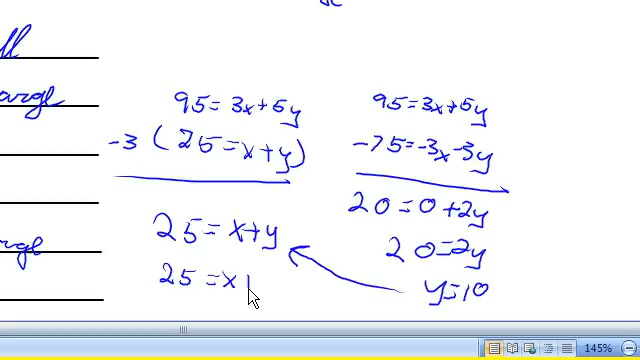 95=3x+5y
-3 (25=x+y)
25=x+y
25=x
95=3x+5y
-75=-3x-3y
20=0+2y
20=2y
y=10
145%